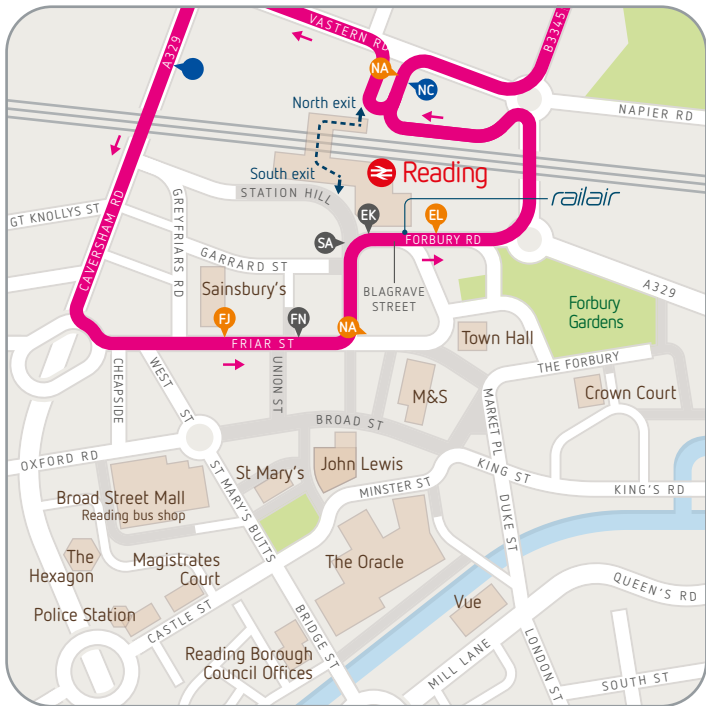 VASTERN RD
A329
B3345
NA
NC
NAPIER RD
North exit
Reading
South exit
STATION HILL
railair
GT KNOLLYS ST
GREYFRIARS RD
CAVERSHAM RD
EK
EL
SA
FORBURY RD
GARRARD ST
BLAGRAVE
STREET
A329
Sainsbury's
Forbury
Gardens
FJ
FN
NA
FRIAR ST
Town Hall
THE FORBURY
CHEAPSIDE
WEST ST
UNION ST
M&S
MARKET PL
Crown Court
BROAD ST
OXFORD RD
ST MARY'S BUTTS
St Mary's
John Lewis
KING ST
KING'S RD
Broad Street Mall
Reading bus shop
MINSTER ST
DUKE ST
The
Hexagon
Magistrates
Court
The Oracle
QUEEN'S RD
Police Station
CASTLE ST
BRIDGE ST
Vue
Reading Borough
Council Offices
MILL LANE
LONDON ST
SOUTH ST